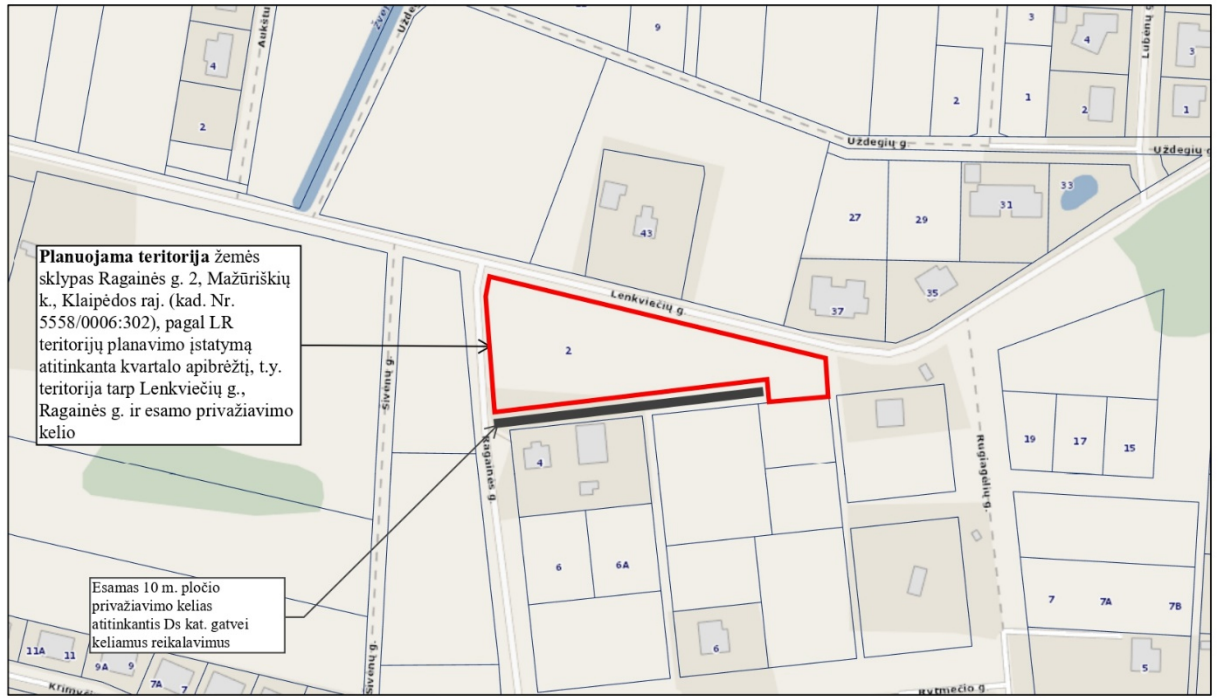 Aukštu
Žvej
Užde
9
3
4
Lubėnų g.
3
4
2
2
1
2
1
Uždegių g.
Uždegių g
33
31
27
29
43
37
35
Planuojama teritorija žemės
sklypas Ragainės g. 2, Mažūriškių
k., Klaipėdos raj. (kad. Nr.
5558/0006:302), pagal LR
teritorijų planavimo įstatymą
atitinkanta kvartalo apibrėžtį, t.y.
teritorija tarp Lenkviečių g.,
Ragainės g. ir esamo privažiavimo
kelio
Lenkviečių g.
2
Sivėnų g.
Ragainės g.
4
19
17
15
Rugiagėlių g.
6
6A
Esamas 10 m. pločio
privažiavimo kelias
atitinkantis Ds kat. gatvei
keliamus reikalavimus
7
7A
7B
6
5
11A
11
9A
9
7A
7
Krimyči
Sivėnų g.
Rytmečio g